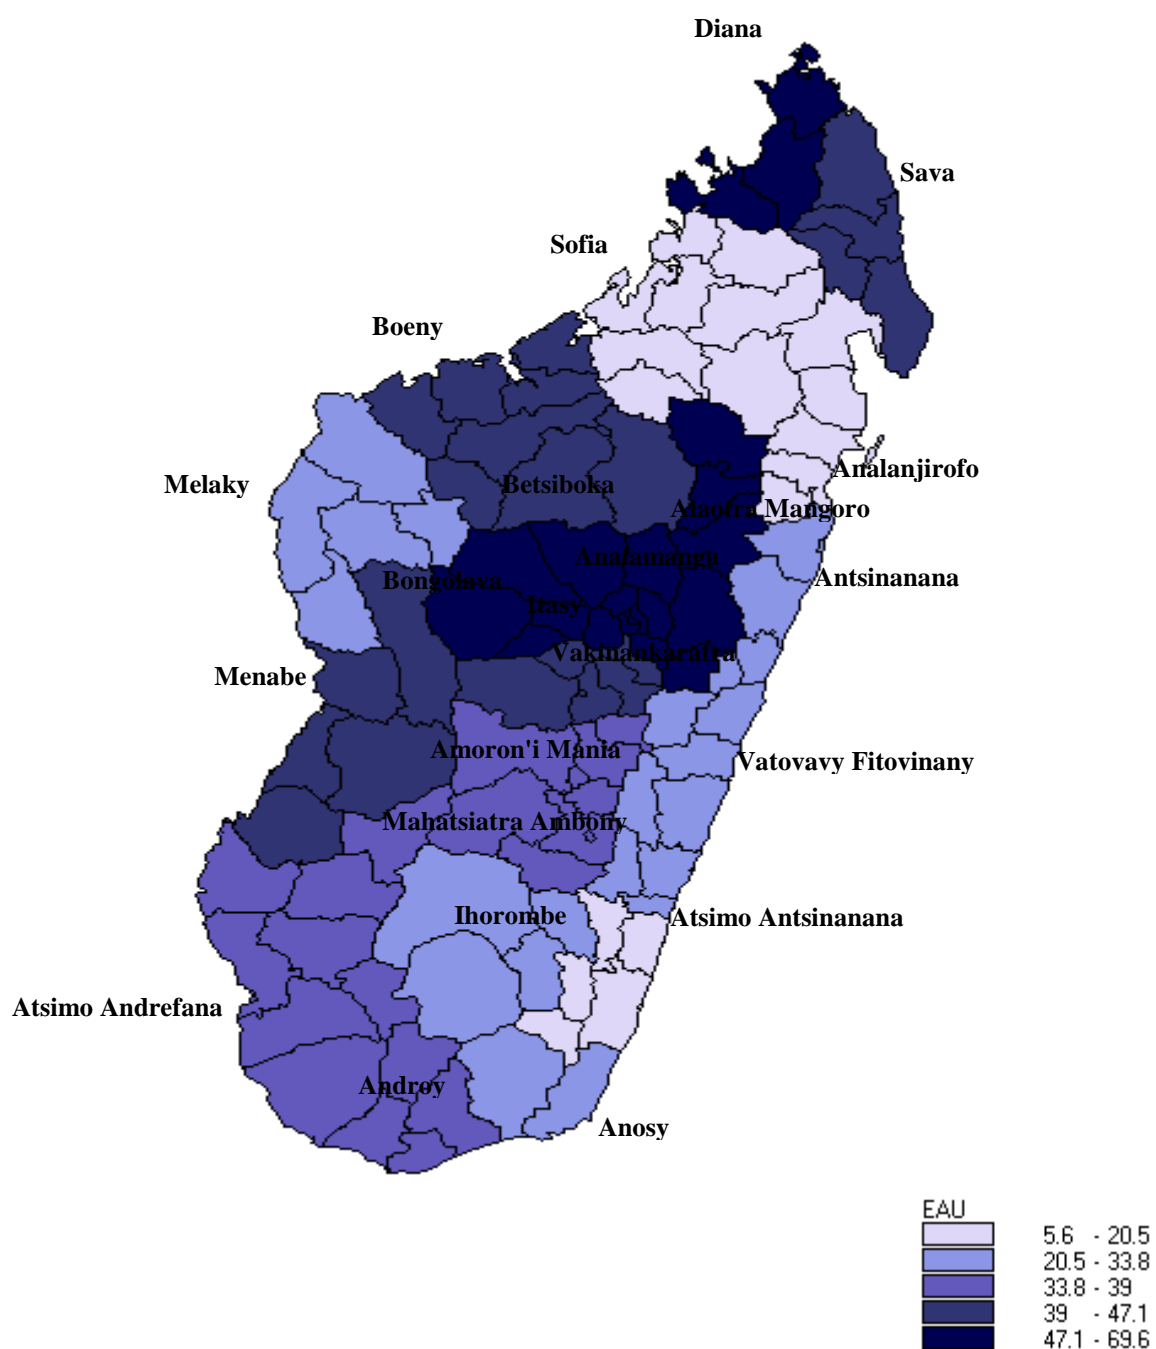 Diana
Sava
Sofia
Boeny
Analanjirofo
Melaky
Betsiboka
Alaotra Mangoro
Analamanga
Antsinanana
Bongolava
Itasy
Vakinankaratra
Menabe
Amoron'i Mania
Vatovavy Fitovinany
Mahatsiatra Ambony
Ihorombe
Atsimo Antsinanana
Atsimo Andrefana
Androy
Anosy
EAU
5.6 - 20.5
20.5 - 33.8
33.8 - 39
39 - 47.1
47.1 - 69.6